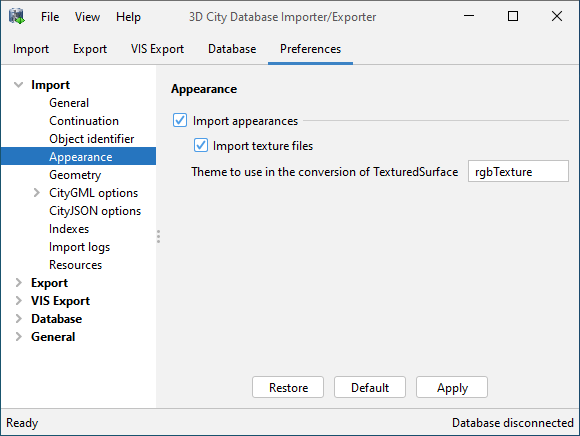 File View Help 3D City Database Importer/Exporter
Import Export VIS Export Database Preferences
Import
General
Continuation
Object identifier
Appearance
Geometry
CityGML options
CityJSON options
Indexes
Import logs
Resources
Export
VIS Export
Database
General
Appearance
Import appearances
Import texture files
Theme to use in the conversion of TexturedSurface rgbTexture
Restore Default Apply
Ready Database disconnected